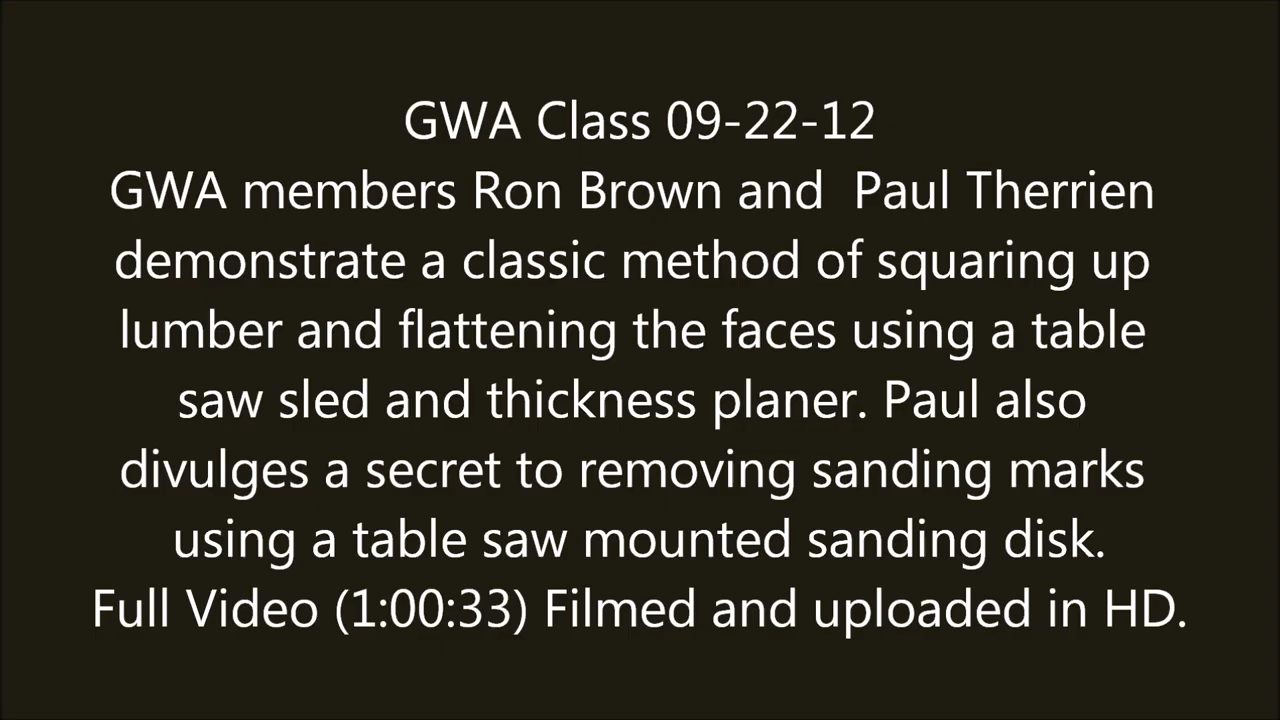 GWA Class 09-22-12
GWA members Ron Brown and  Paul Therrien
demonstrate a classic method of squaring up
lumber and flattening the faces using a table
saw sled and thickness planer. Paul also
divulges a secret to removing sanding marks
using a table saw mounted sanding disk.
Full Video (1:00:33) Filmed and uploaded in HD.